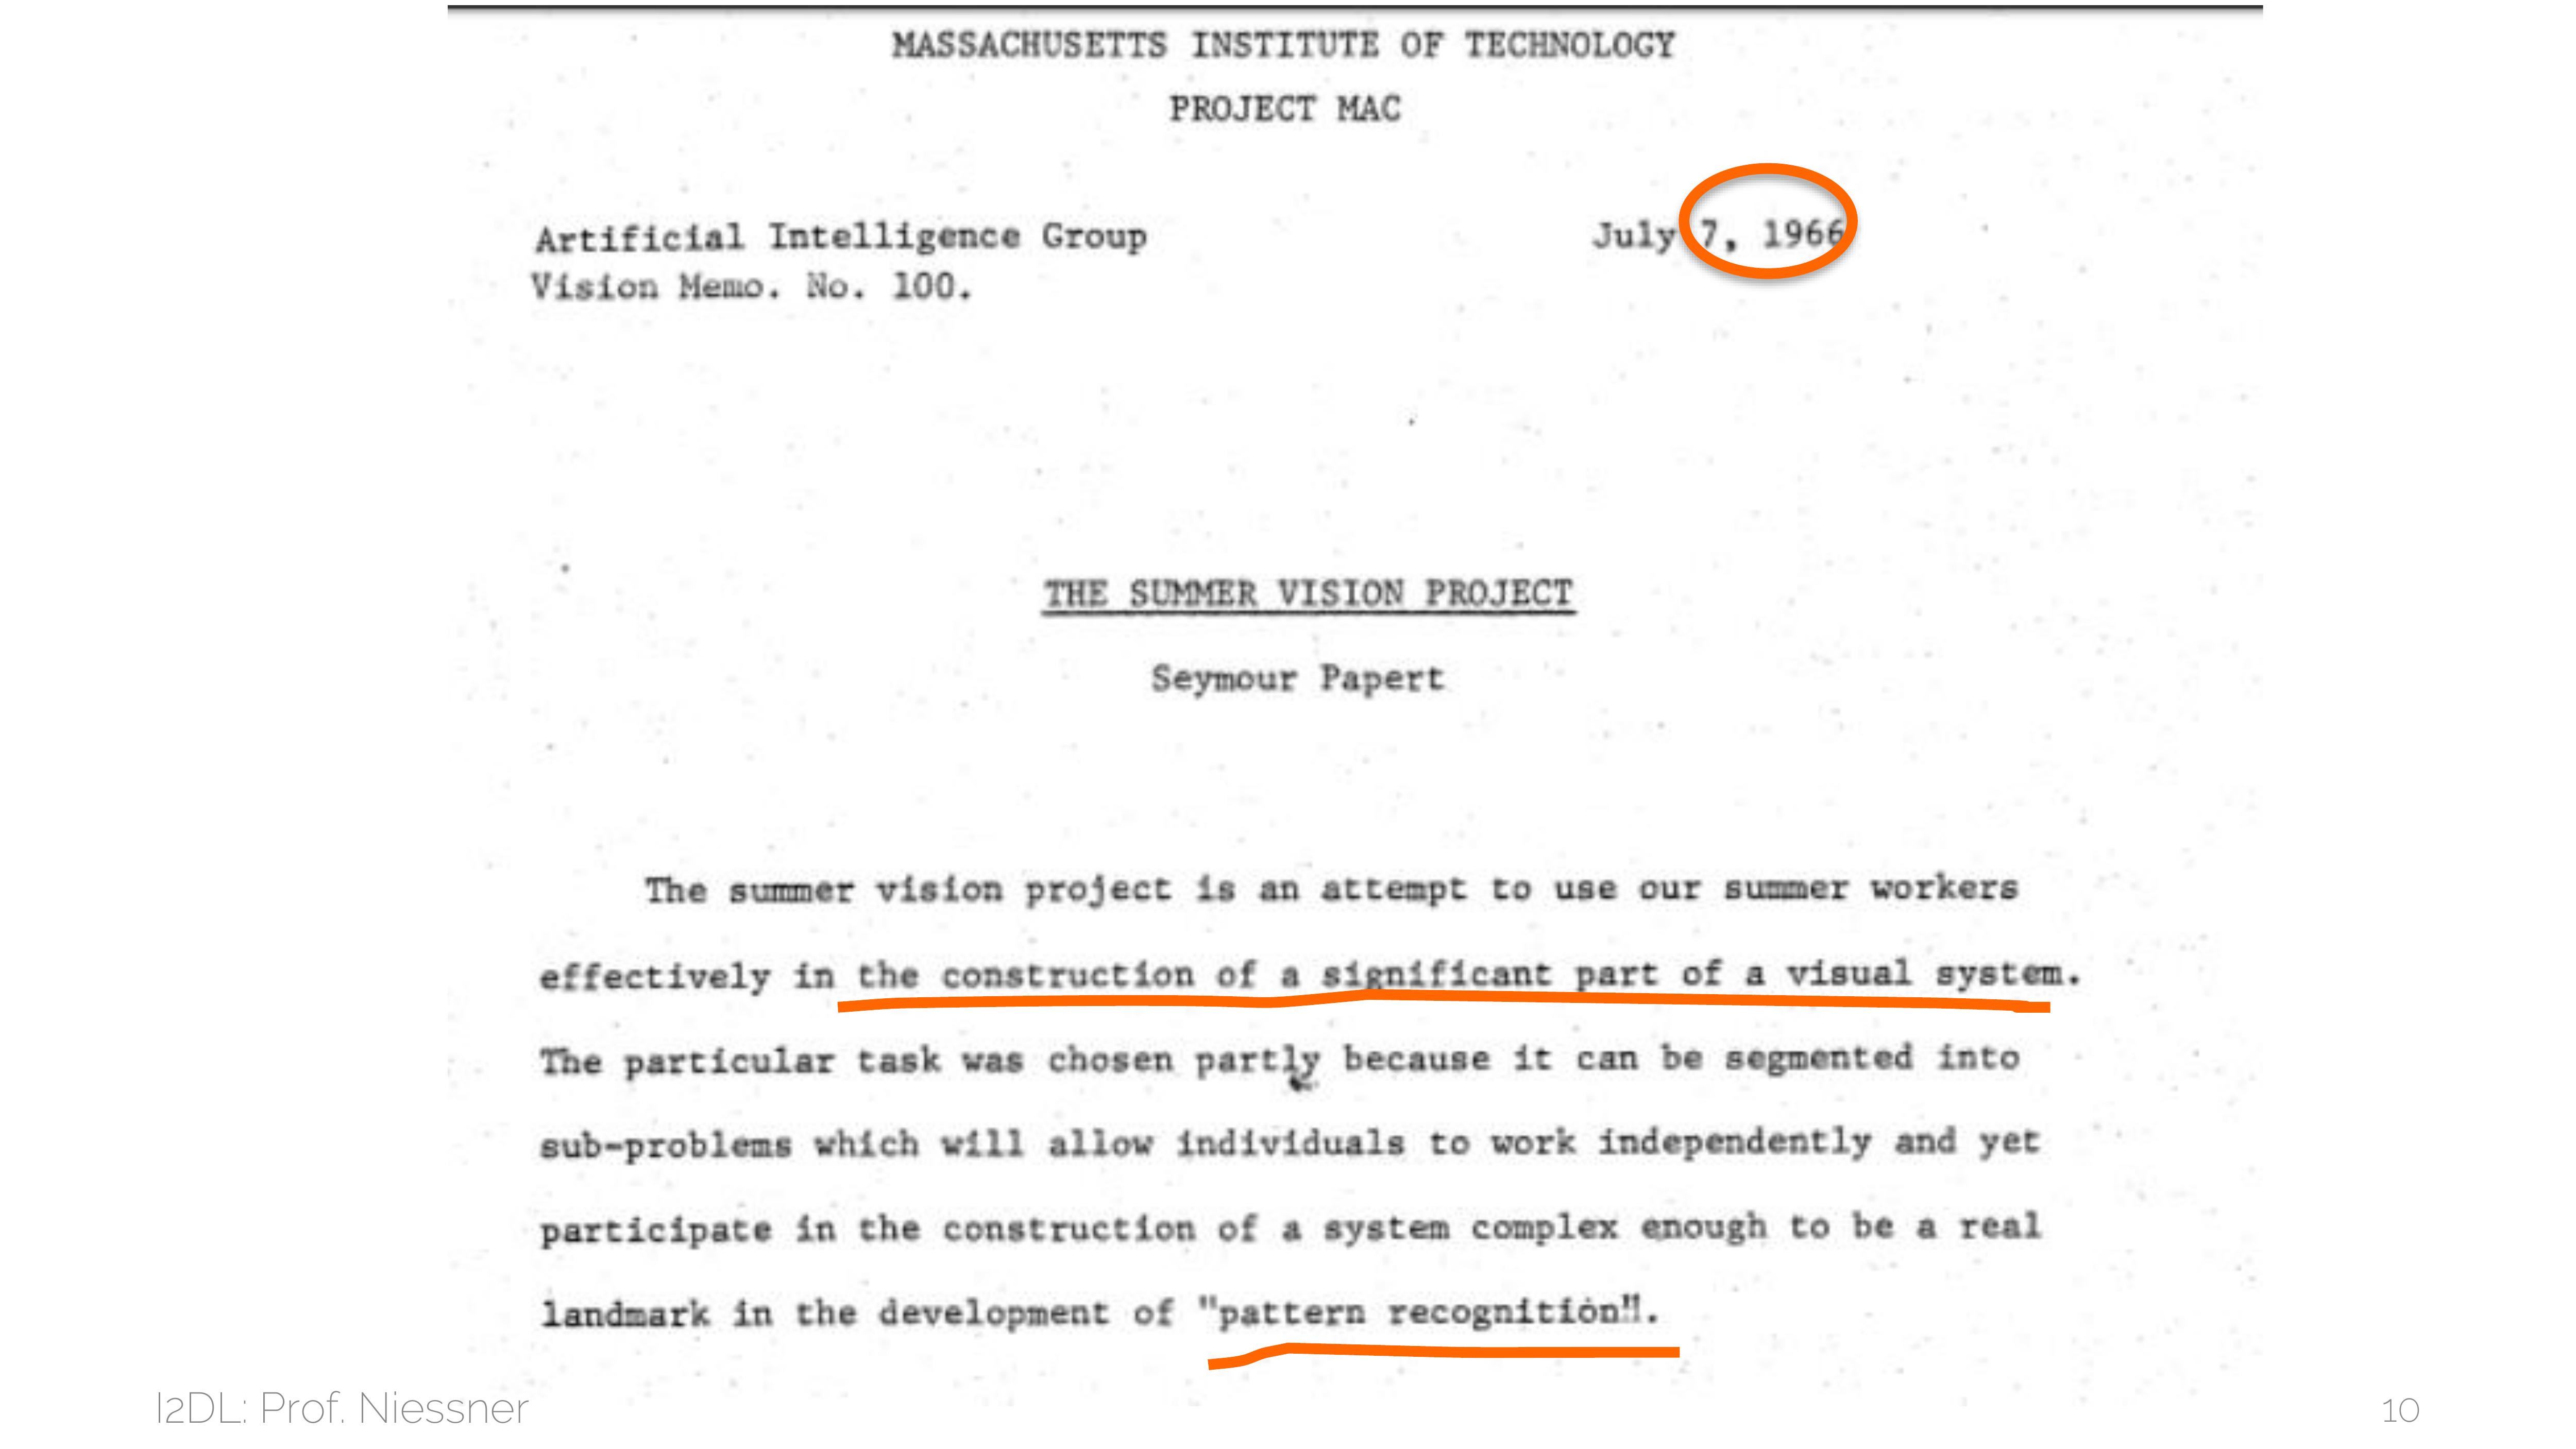 MASSACHUSETTS INSTITUTE OF TECHNOLOGY
PROJECT MAC
Artificial Intelligence Group
July 7, 1966
Vision Memo. No. 100.
THE SUMMER VISION PROJECT
Seymour Papert
The summer vision project is an attempt to use our summer workers
effectively in the construction of a significant part of a visual system.
The particular task was chosen partly because it can be segmented into
sub-problems which will allow individuals to work independently and yet
participate in the construction of a system complex enough to be a real
landmark in the development of "pattern recognition".
I2DL: Prof. Niessner
10